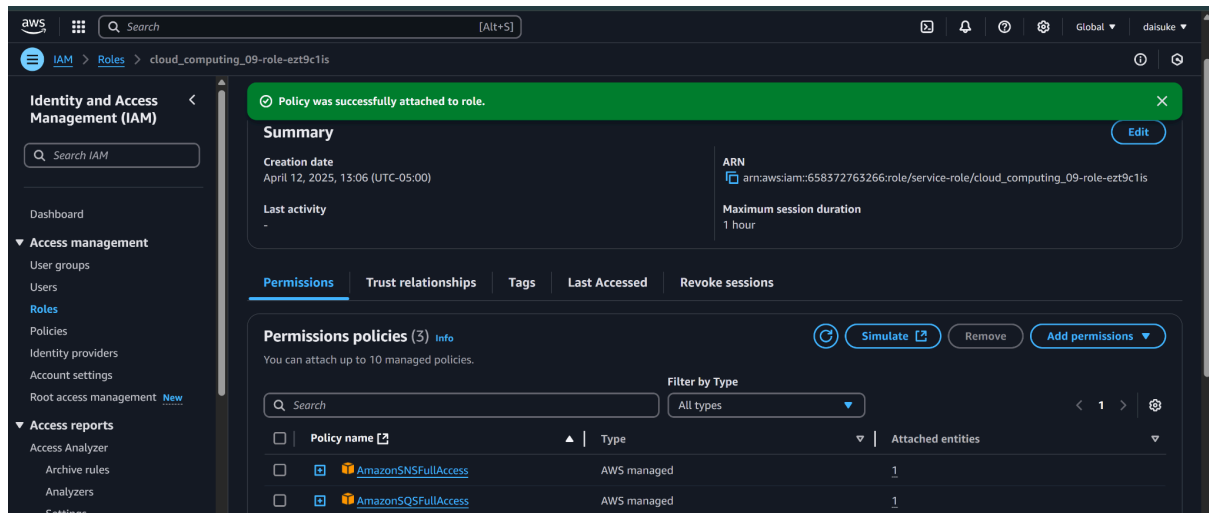 aws
Search [Alt+S]
Global ▼
daisuke ▼
IAM > Roles > cloud_computing_09-role-ezt9c1is
Identity and Access Management (IAM)
Search IAM
Dashboard
Access management
User groups
Users
Roles
Policies
Identity providers
Account settings
Root access management New
Access reports
Access Analyzer
Archive rules
Analyzers
Settings
Policy was successfully attached to role.
Summary
Edit
Creation date
April 12, 2025, 13:06 (UTC-05:00)
ARN
arn:aws:iam::658372763266:role/service-role/cloud_computing_09-role-ezt9c1is
Last activity
-
Maximum session duration
1 hour
Permissions
Trust relationships
Tags
Last Accessed
Revoke sessions
Permissions policies (3) Info
Simulate
Remove
Add permissions ▼
You can attach up to 10 managed policies.
Filter by Type
Search
All types
1
Policy name
Type
Attached entities
AmazonSNSFullAccess AWS managed 1
AmazonSQSFullAccess AWS managed 1